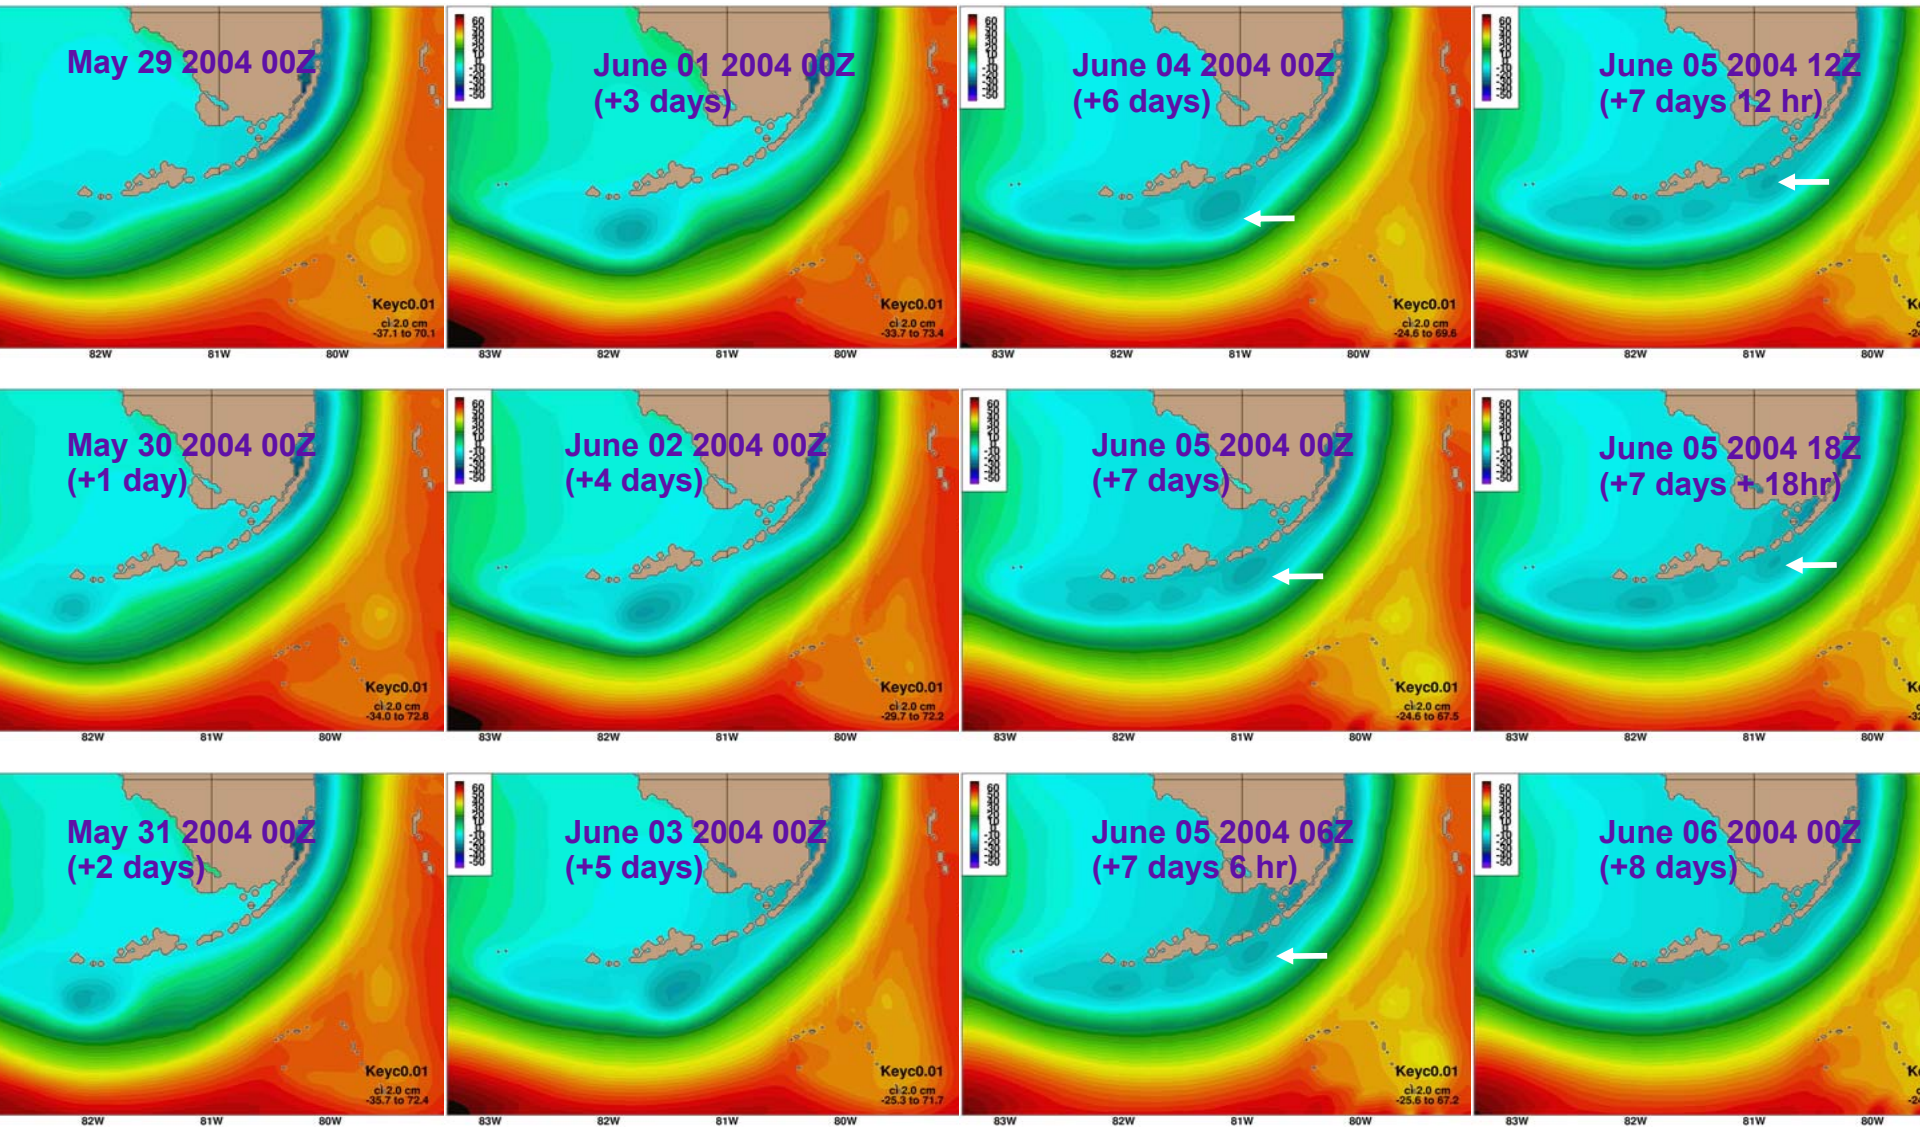 May 29 2004 00Z
Keyc0.01
ci 2.0 cm
-37.1 to 70.1
82W 81W 80W
June 01 2004 00Z
(+3 days)
Keyc0.01
ci 2.0 cm
-33.7 to 73.4
83W 82W 81W 80W
June 04 2004 00Z
(+6 days)
Keyc0.01
ci 2.0 cm
-24.6 to 69.6
83W 82W 81W 80W
June 05 2004 12Z
(+7 days 12 hr)
83W 82W 81W 80W
May 30 2004 00Z
(+1 day)
Keyc0.01
ci 2.0 cm
-34.0 to 72.8
82W 81W 80W
June 02 2004 00Z
(+4 days)
Keyc0.01
ci 2.0 cm
-29.7 to 72.2
83W 82W 81W 80W
June 05 2004 00Z
(+7 days)
Keyc0.01
ci 2.0 cm
-24.6 to 67.5
83W 82W 81W 80W
June 05 2004 18Z
(+7 days + 18hr)
83W 82W 81W 80W
May 31 2004 00Z
(+2 days)
Keyc0.01
ci 2.0 cm
-35.7 to 72.4
82W 81W 80W
June 03 2004 00Z
(+5 days)
Keyc0.01
ci 2.0 cm
-25.3 to 71.7
83W 82W 81W 80W
June 05 2004 06Z
(+7 days 6 hr)
Keyc0.01
ci 2.0 cm
-25.6 to 67.2
83W 82W 81W 80W
June 06 2004 00Z
(+8 days)
83W 82W 81W 80W